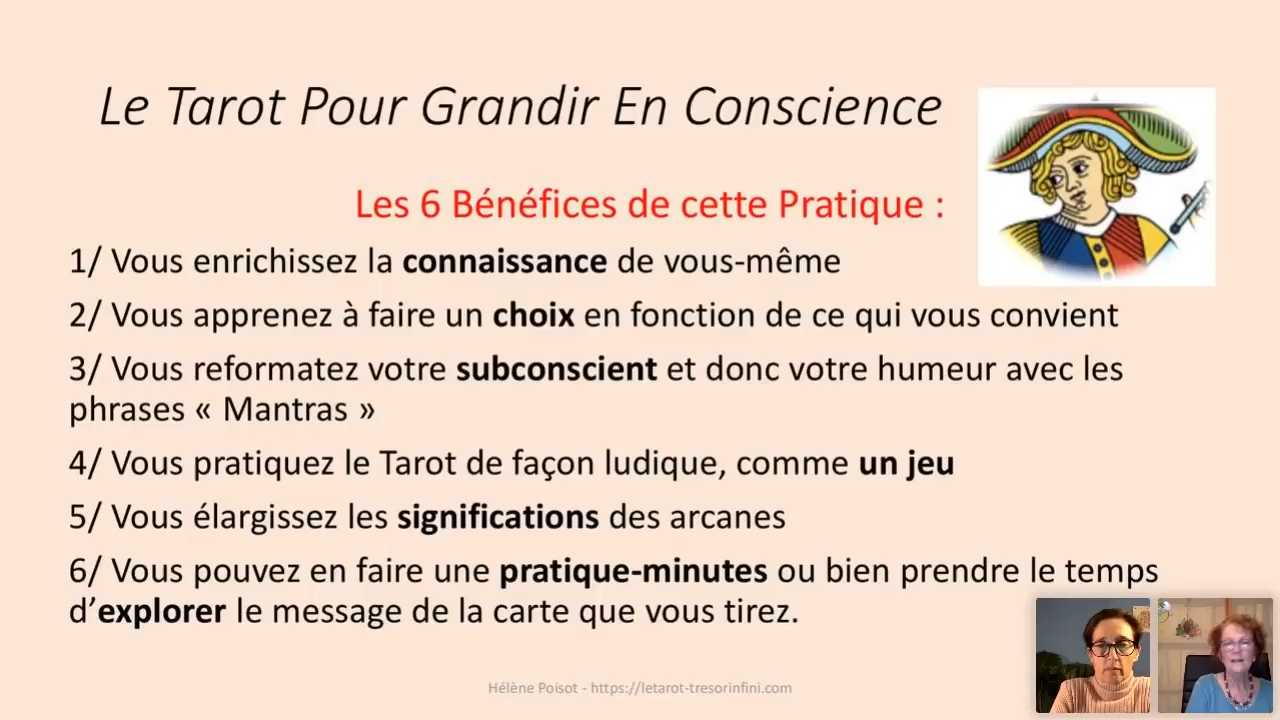 Le Tarot Pour Grandir En Conscience
Les 6 Bénéfices de cette Pratique :
1/ Vous enrichissez la connaissance de vous-même
2/ Vous apprenez à faire un choix en fonction de ce qui vous convient
3/ Vous reformatez votre subconscient et donc votre humeur avec les
phrases « Mantras »
4/ Vous pratiquez le Tarot de façon ludique, comme un jeu
5/ Vous élargissez les significations des arcanes
6/ Vous pouvez en faire une pratique-minutes ou bien prendre le temps
d’explorer le message de la carte que vous tirez.
Hélène Poisot - https://letarot-tresorinfini.com